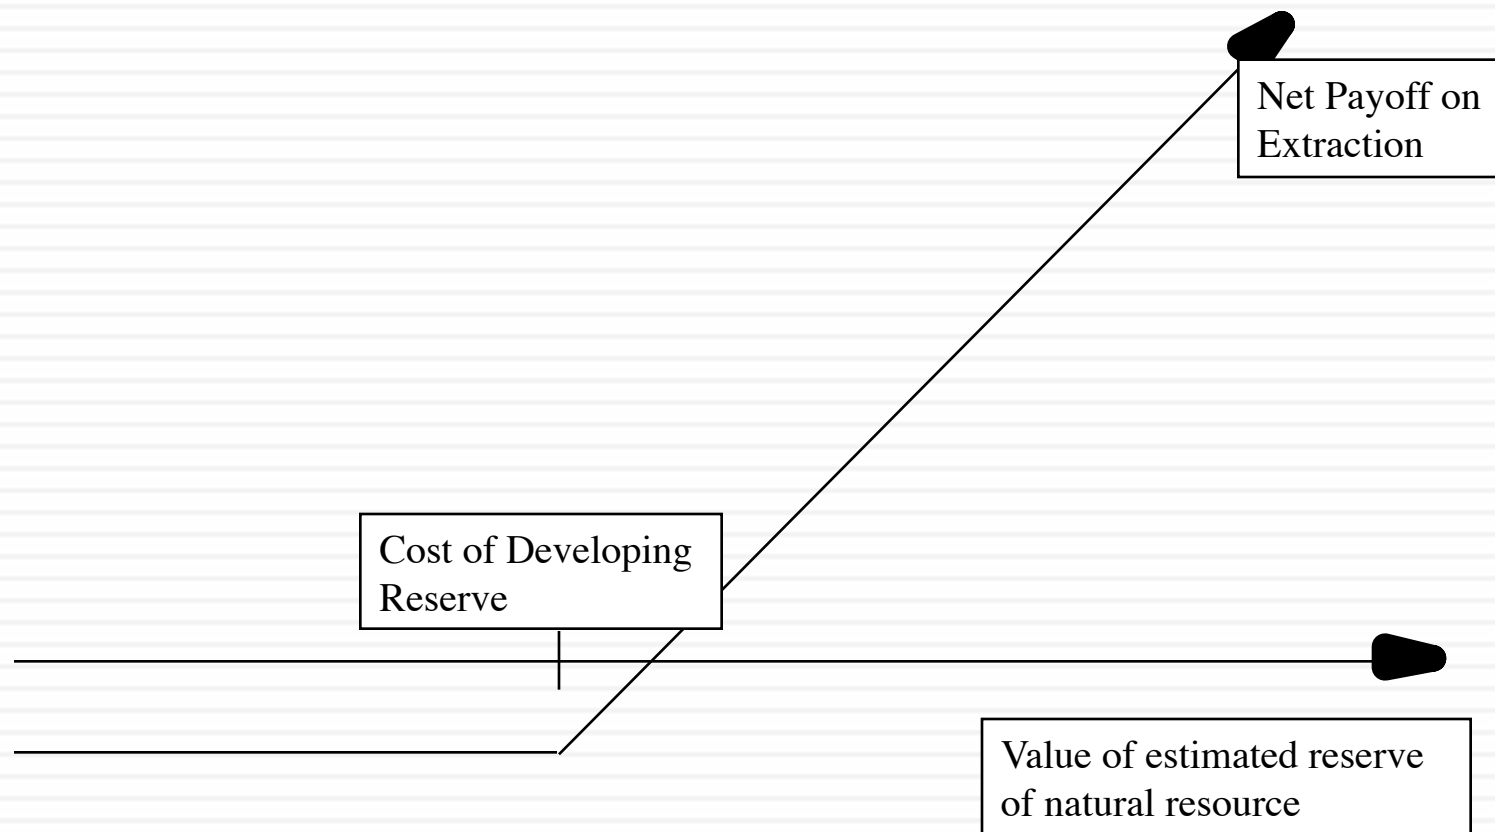 Net Payoff on
Extraction
Cost of Developing
Reserve
Value of estimated reserve
of natural resource